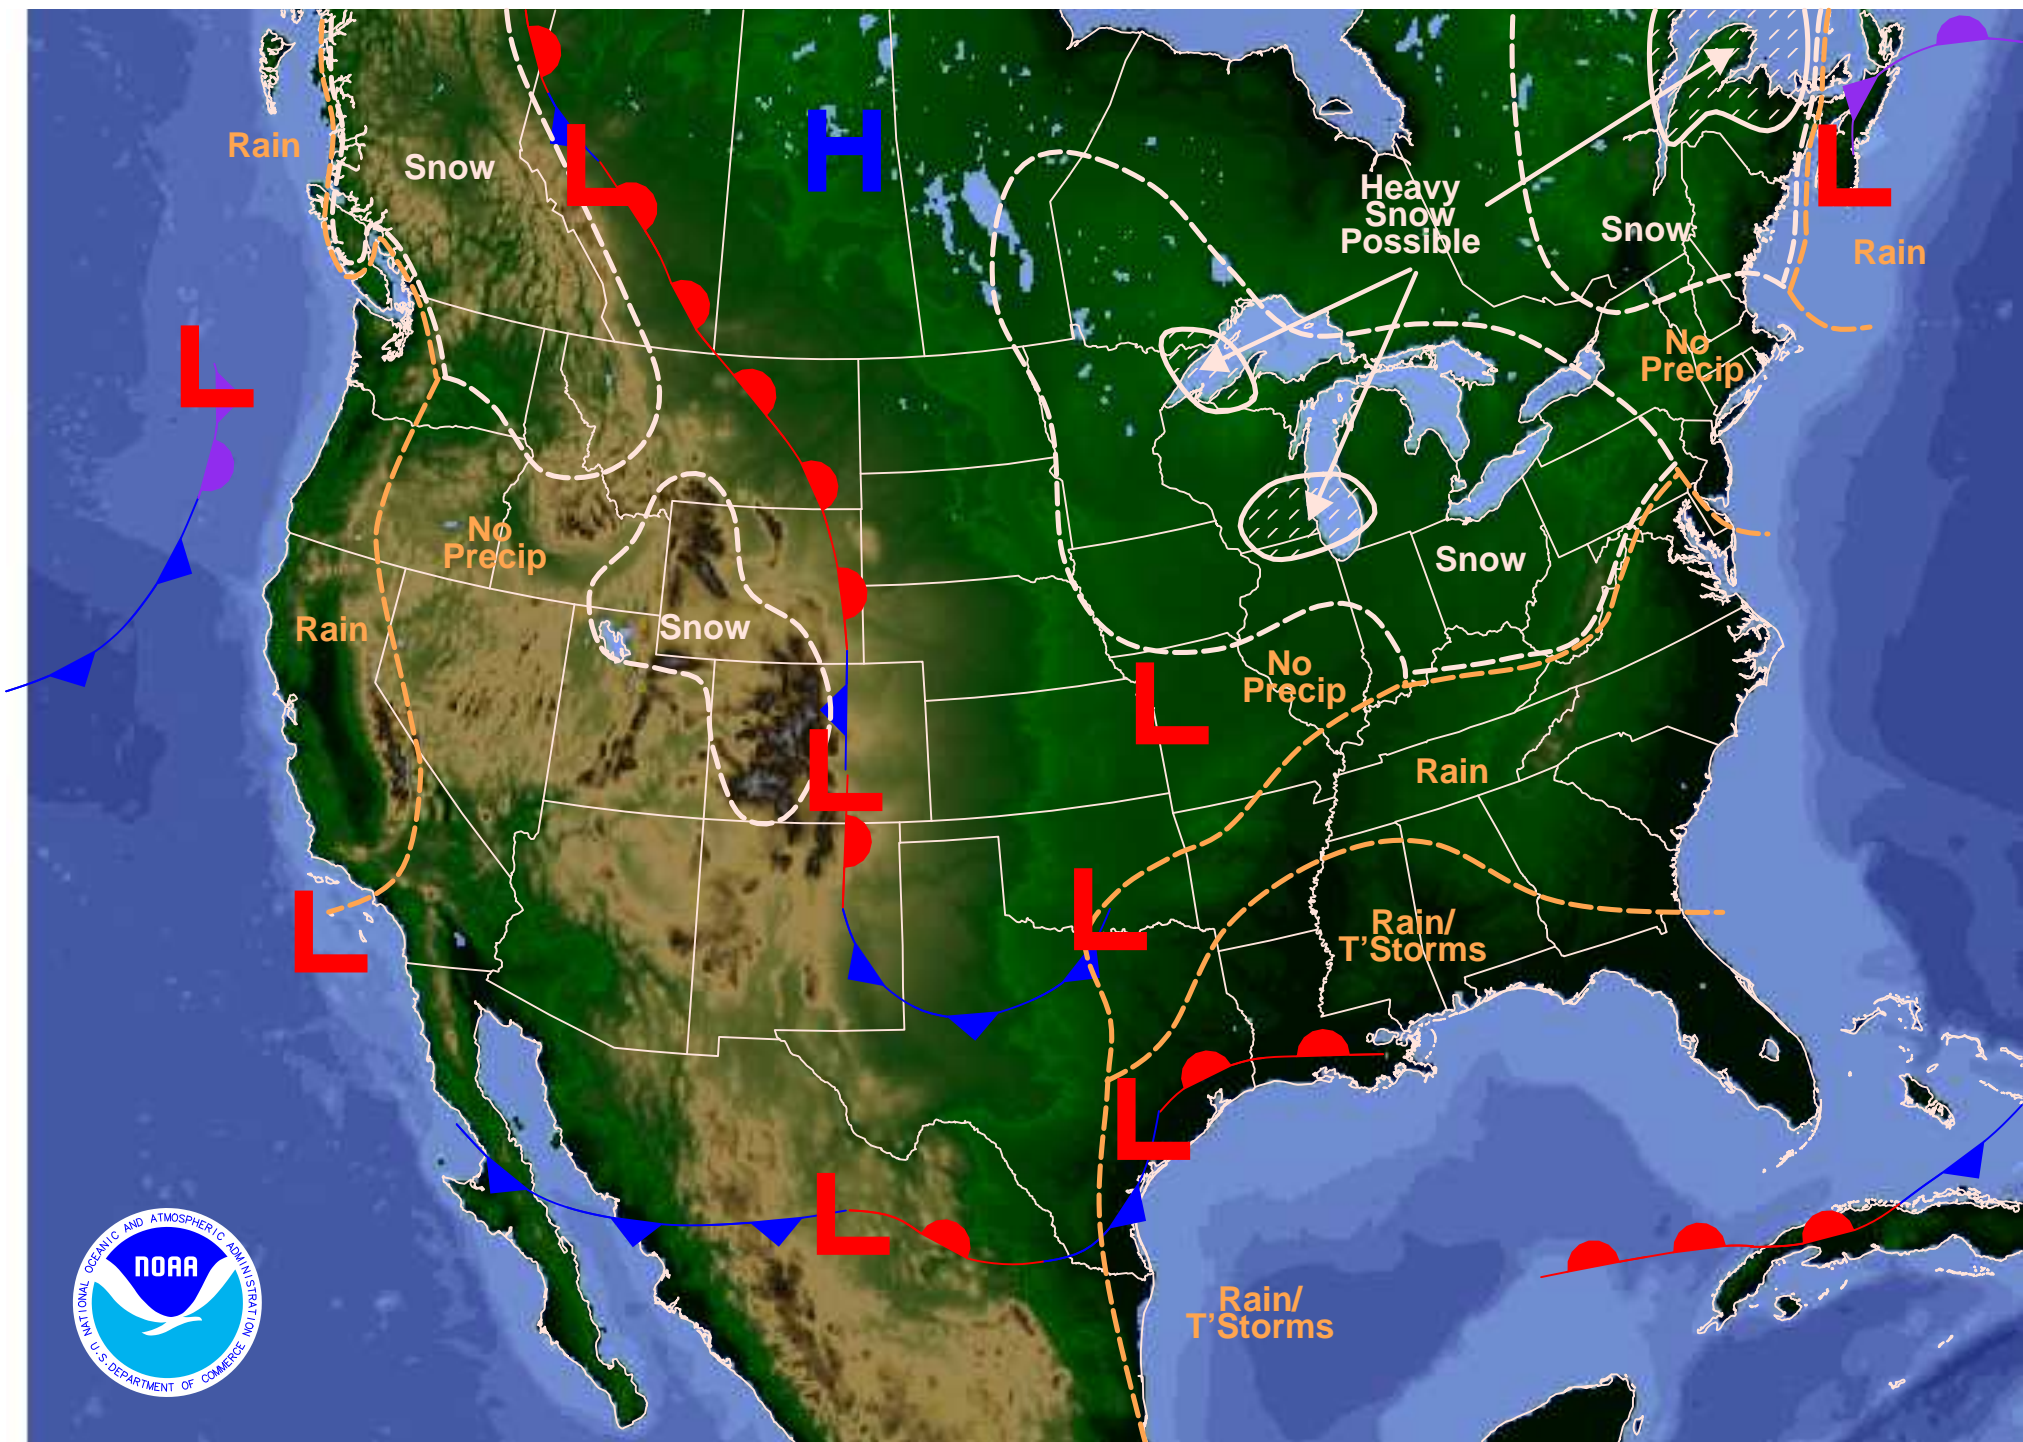 H
L
L
Rain
Snow
Heavy
Snow
Possible
Snow
Rain
L
No
Precip
No
Precip
Snow
Rain
Snow
No
Precip
L
L
Rain
L
L
Rain/
T'Storms
L
L
Rain/
T'Storms
NATIONAL OCEANIC AND ATMOSPHERIC ADMINISTRATION
NOAA
U.S. DEPARTMENT OF COMMERCE